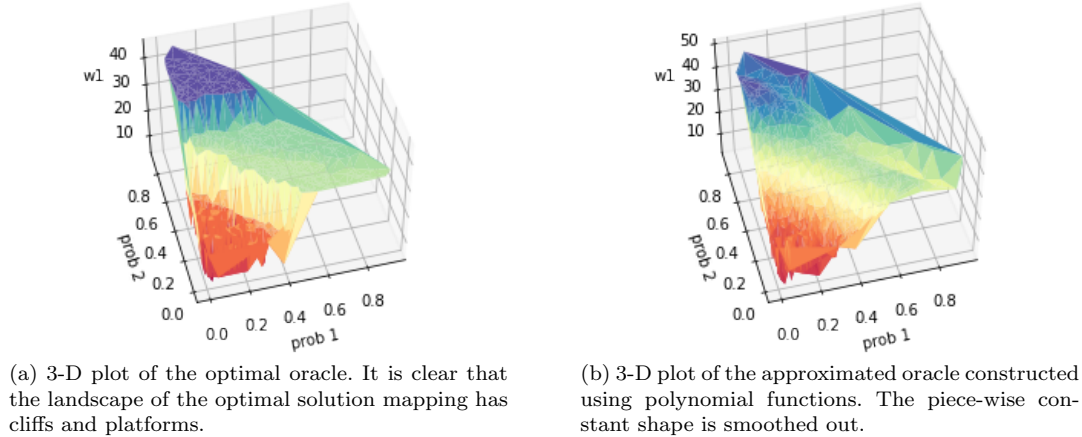 40
w1
30
20
10
0.8
0.6
0.4
0.2
0.0
prob 2
0.0
0.2
0.4
0.6
0.8
prob 1
50
40
w1
30
20
10
0.8
0.6
0.4
0.2
0.0
prob 2
0.0
0.2
0.4
0.6
0.8
prob 1
(a) 3-D plot of the optimal oracle. It is clear that
the landscape of the optimal solution mapping has
cliffs and platforms.
(b) 3-D plot of the approximated oracle constructed
using polynomial functions. The piece-wise con-
stant shape is smoothed out.